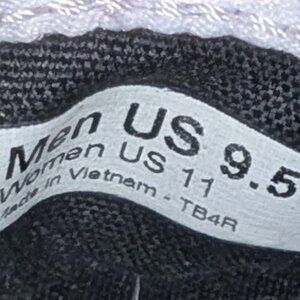 Men US 9.5
Women US 11
Made in Vietnam - TB4R